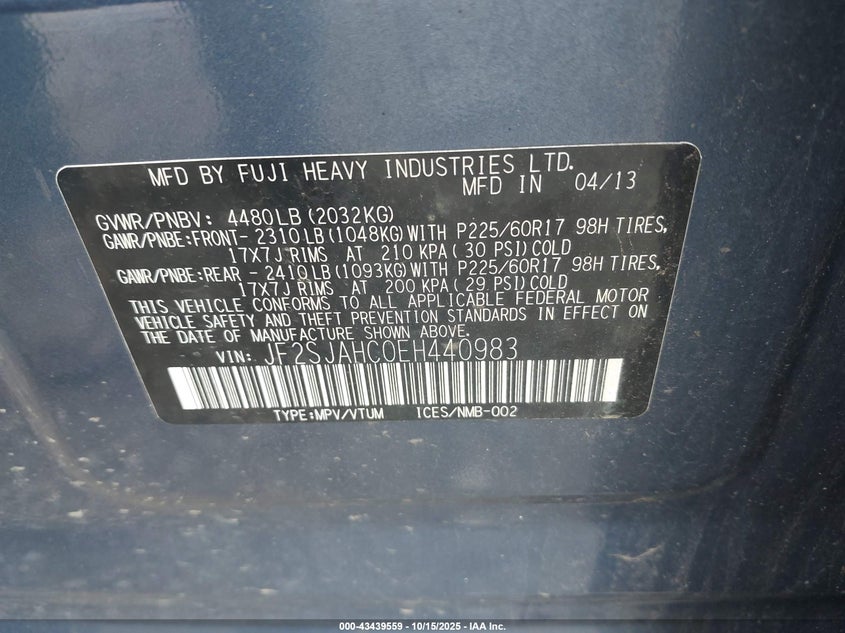 MFD BY FUJI HEAVY INDUSTRIES LTD.
MFD IN 04/13
GVWR/PNBV: 4480LB(2032KG)
GAWR/PNBE:FRONT- 2310LB(1048KG)WITH P225/60R17 98H TIRES,
17X7J RIMS AT 210 KPA(30 PSI)COLD
GAWR/PNBE:REAR - 2410LB(1093KG)WITH P225/60R17 98H TIRES,
17X7J RIMS AT 200 KPA(29 PSI)COLD
THIS VEHICLE CONFORMS TO ALL APPLICABLE FEDERAL MOTOR
VEHICLE SAFETY AND THEFT PREVENTION STANDARDS IN EFFECT ON
THE DATE OF MANUFACTURE SHOWN ABOVE.
VIN: JF2SJAHC0EH440983
TYPE:MPV/VTUM ICES/NMB-002
000-43439559 - 10/15/2025 - IAA Inc.